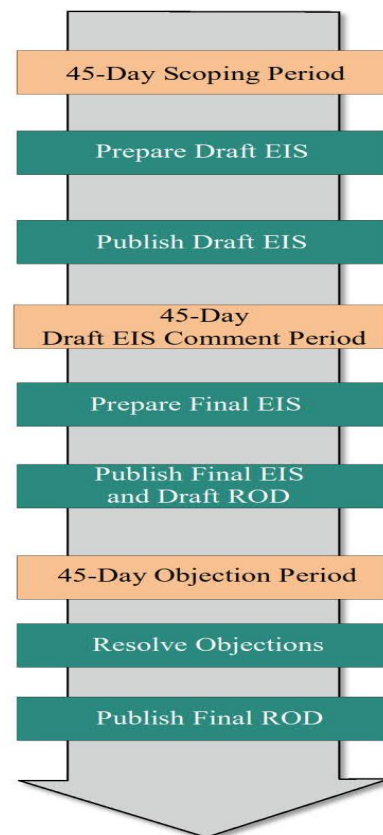 45-Day Scoping Period
Prepare Draft EIS
Publish Draft EIS
45-Day
Draft EIS Comment Period
Prepare Final EIS
Publish Final EIS
and Draft ROD
45-Day Objection Period
Resolve Objections
Publish Final ROD